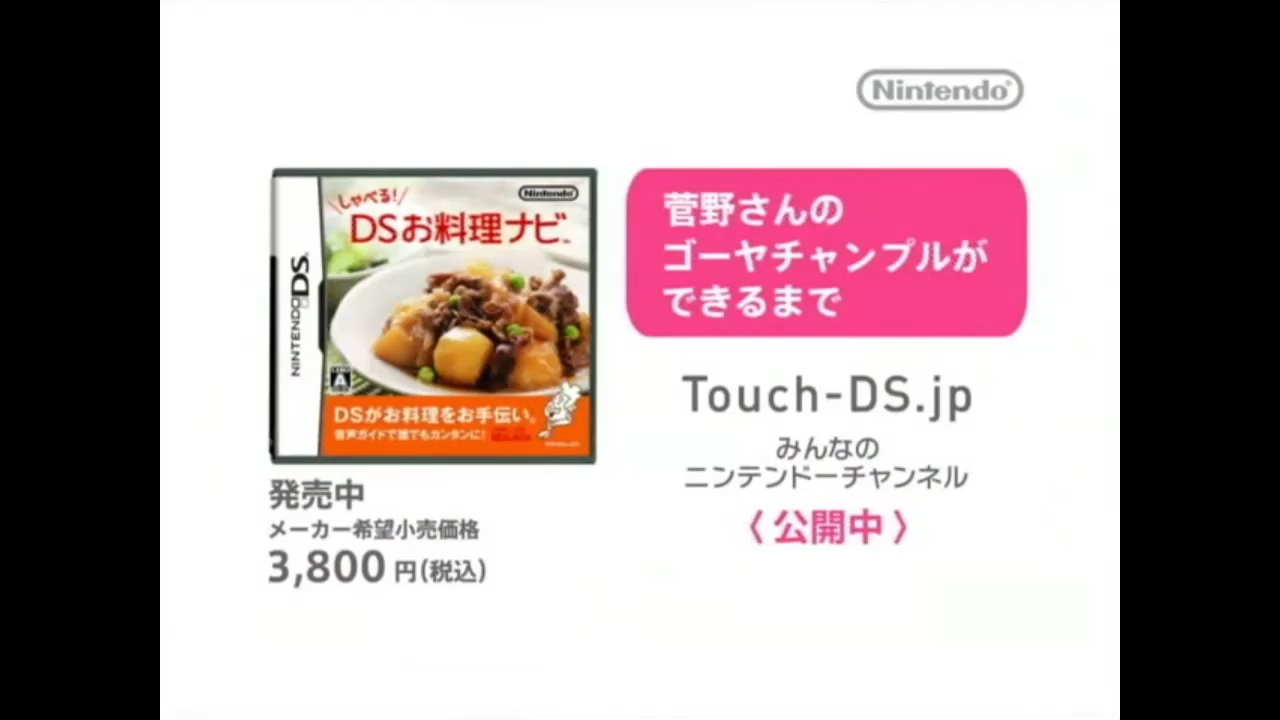 Nintendo
しゃべる!
Nintendo
DSお料理ナビ
NINTENDO DS
A
DSがお料理をお手伝い。
音声ガイドで誰でもカンタンに!
菅野さんの
ゴーヤチャンプルが
できるまで
Touch-DS.jp
みんなの
ニンテンドーチャンネル
〈公開中〉
発売中
メーカー希望小売価格
3,800円(税込)